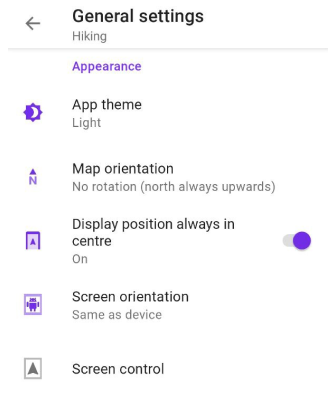 General settings
Hiking
Appearance
App theme
Light
Map orientation
N
No rotation (north always upwards)
Display position always in
centre
On
Screen orientation
Same as device
Screen control